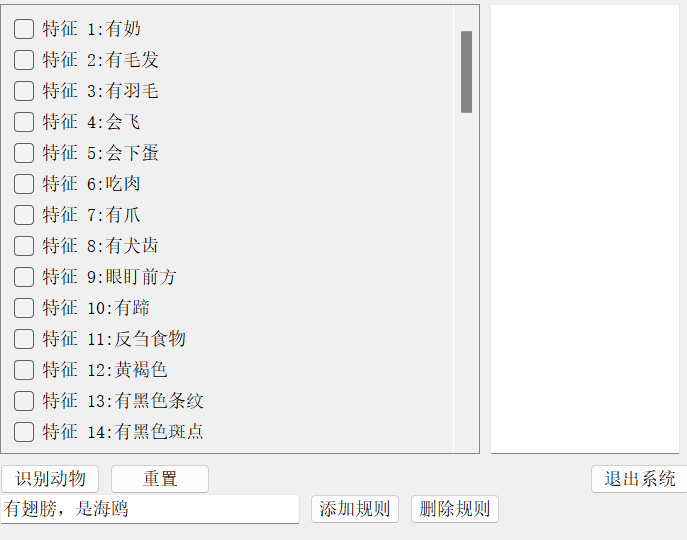 特征 1:有奶
特征 2:有毛发
特征 3:有羽毛
特征 4:会飞
特征 5:会下蛋
特征 6:吃肉
特征 7:有爪
特征 8:有犬齿
特征 9:眼盯前方
特征 10:有蹄
特征 11:反刍食物
特征 12:黄褐色
特征 13:有黑色条纹
特征 14:有黑色斑点
识别动物 重置 退出系统
有翅膀，是海鸥 添加规则 删除规则